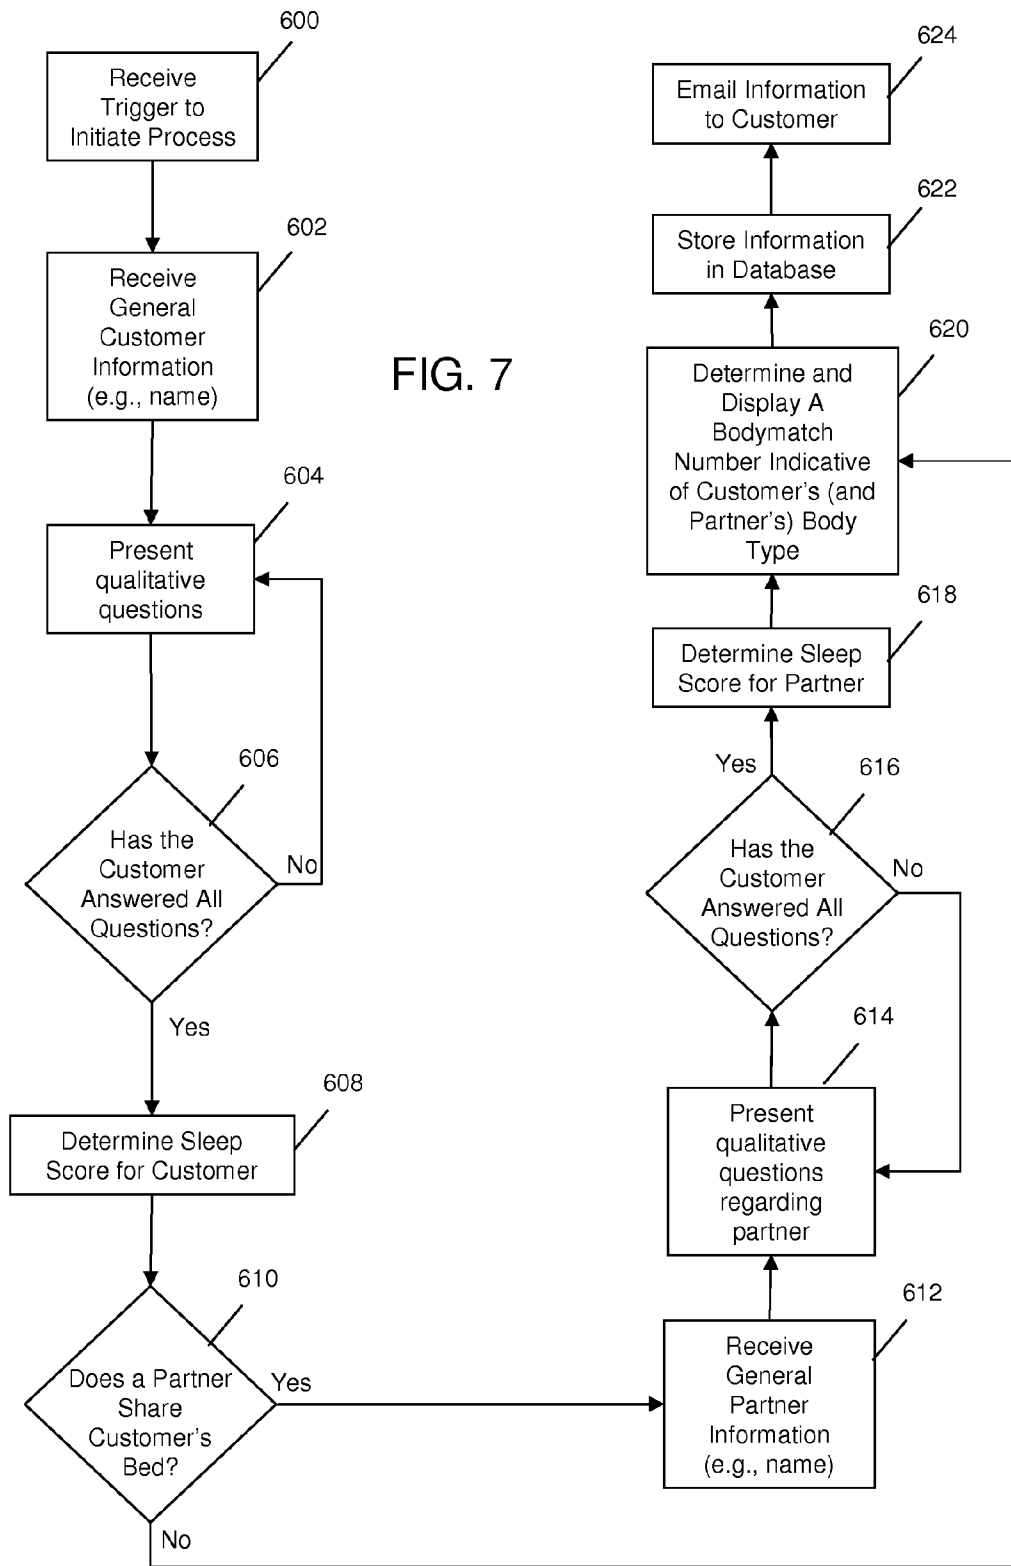 600
Receive
Trigger to
Initiate Process
602
Receive
General
Customer
Information
(e.g., name)
604
Present
qualitative
questions
606
Has the
Customer
Answered All
Questions?
No
Yes
608
Determine Sleep
Score for Customer
610
Does a Partner
Share
Customer's
Bed?
Yes
No
FIG. 7
612
Receive
General
Partner
Information
(e.g., name)
614
Present
qualitative
questions
regarding
partner
616
Has the
Customer
Answered All
Questions?
No
Yes
618
Determine Sleep
Score for Partner
620
Determine and
Display A
Bodymatch
Number Indicative
of Customer's (and
Partner's) Body
Type
622
Store Information
in Database
624
Email Information
to Customer